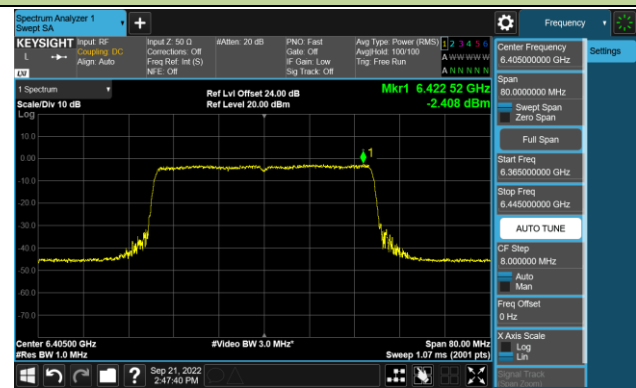 Spectrum Analyzer 1
Swept SA
Frequency
KEYSIGHT
L
LXI
Input: RF
Coupling: DC
Align: Auto
Input Z: 50 Ω
Corrections: Off
Freq Ref: Int (S)
NFE: Off
#Atten: 20 dB
PNO: Fast
Gate: Off
IF Gain: Low
Sig Track: Off
Avg Type: Power (RMS)
Avg|Hold: 100/100
Trig: Free Run
1 2 3 4 5 6
A W W W W W
A N N N N N
1 Spectrum
Scale/Div 10 dB
Log
Ref Lvl Offset 24.00 dB
Ref Level 20.00 dBm
Mkr1 6.422 52 GHz
-2.408 dBm
1
10.0
0.00
-10.0
-20.0
-30.0
-40.0
-50.0
-60.0
-70.0
Center 6.40500 GHz
#Res BW 1.0 MHz
#Video BW 3.0 MHz*
Span 80.00 MHz
Sweep 1.07 ms (2001 pts)
?
Sep 21, 2022
2:47:40 PM
Center Frequency
6.405000000 GHz
Span
80.0000000 MHz
Swept Span
Zero Span
Full Span
Start Freq
6.365000000 GHz
Stop Freq
6.445000000 GHz
AUTO TUNE
CF Step
8.000000 MHz
Auto
Man
Freq Offset
0 Hz
X Axis Scale
Log
Lin
Signal Track
(Span Zoom)
Settings